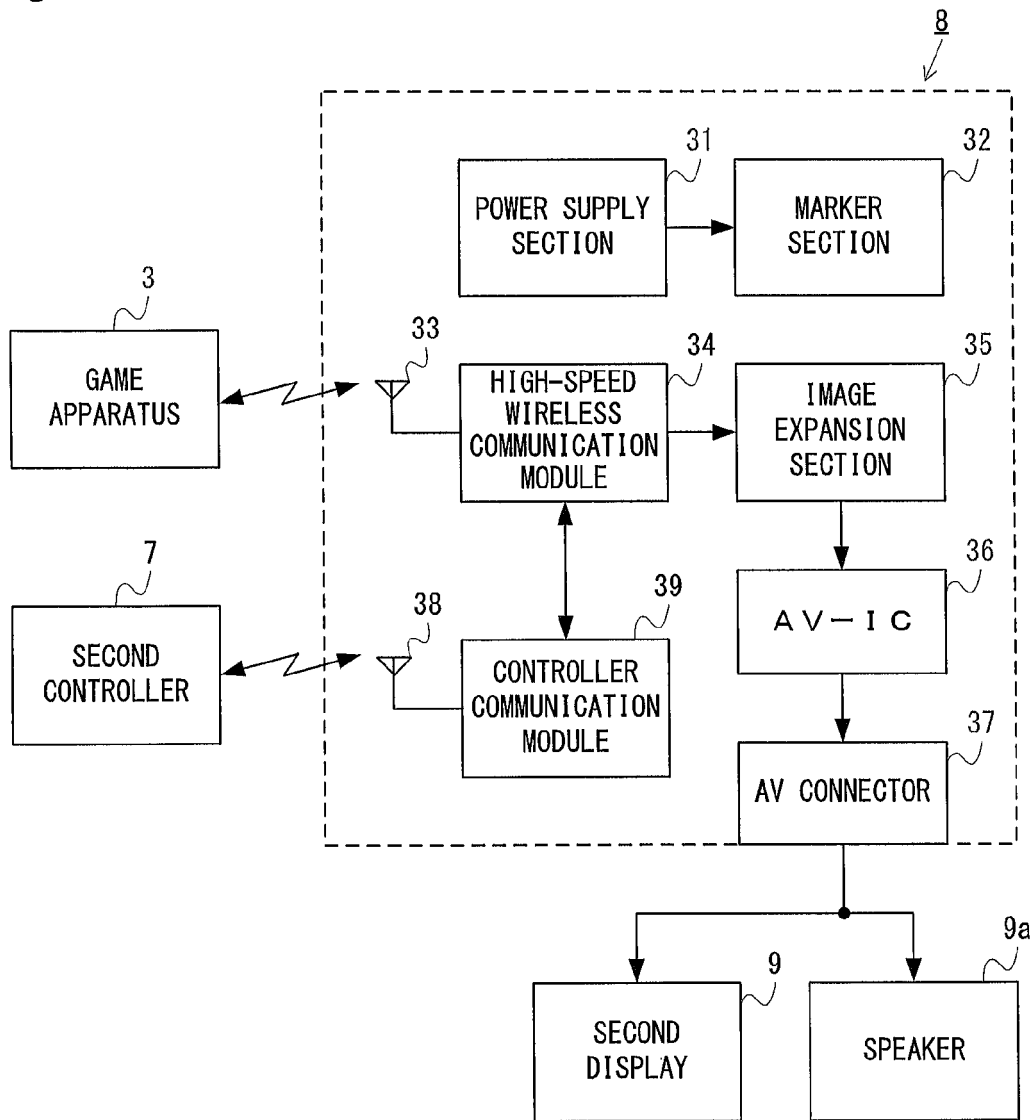 8
31
32
POWER SUPPLY
SECTION
MARKER
SECTION
3
33
34
35
GAME
APPARATUS
HIGH-SPEED
WIRELESS
COMMUNICATION
MODULE
IMAGE
EXPANSION
SECTION
7
38
39
36
SECOND
CONTROLLER
CONTROLLER
COMMUNICATION
MODULE
AV-IC
37
AV CONNECTOR
9
9a
SECOND
DISPLAY
SPEAKER